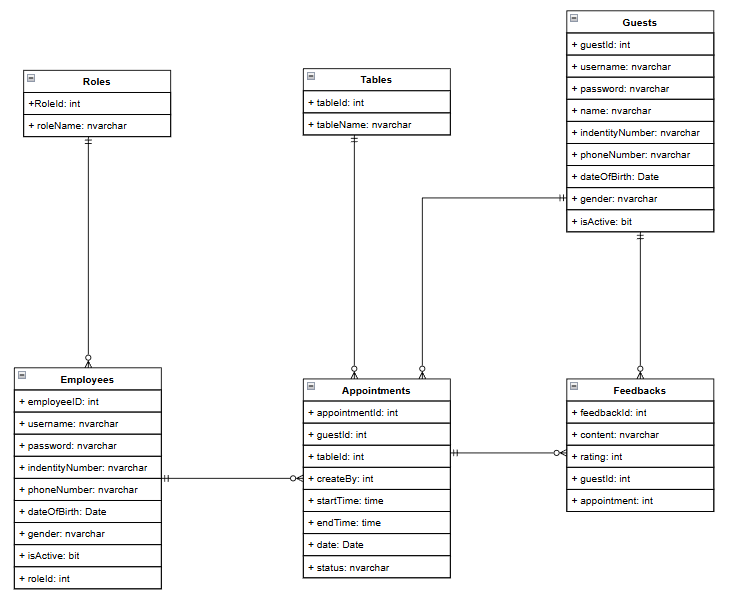 Roles
+RoleId: int
+ roleName: nvarchar
Tables
+ tableId: int
+ tableName: nvarchar
Guests
+ guestId: int
+ username: nvarchar
+ password: nvarchar
+ name: nvarchar
+ indentityNumber: nvarchar
+ phoneNumber: nvarchar
+ dateOfBirth: Date
+ gender: nvarchar
+ isActive: bit
Employees
+ employeeID: int
+ username: nvarchar
+ password: nvarchar
+ indentityNumber: nvarchar
+ phoneNumber: nvarchar
+ dateOfBirth: Date
+ gender: nvarchar
+ isActive: bit
+ roleId: int
Appointments
+ appointmentId: int
+ guestId: int
+ tableId: int
+ createBy: int
+ startTime: time
+ endTime: time
+ date: Date
+ status: nvarchar
Feedbacks
+ feedbackId: int
+ content: nvarchar
+ rating: int
+ guestId: int
+ appointment: int